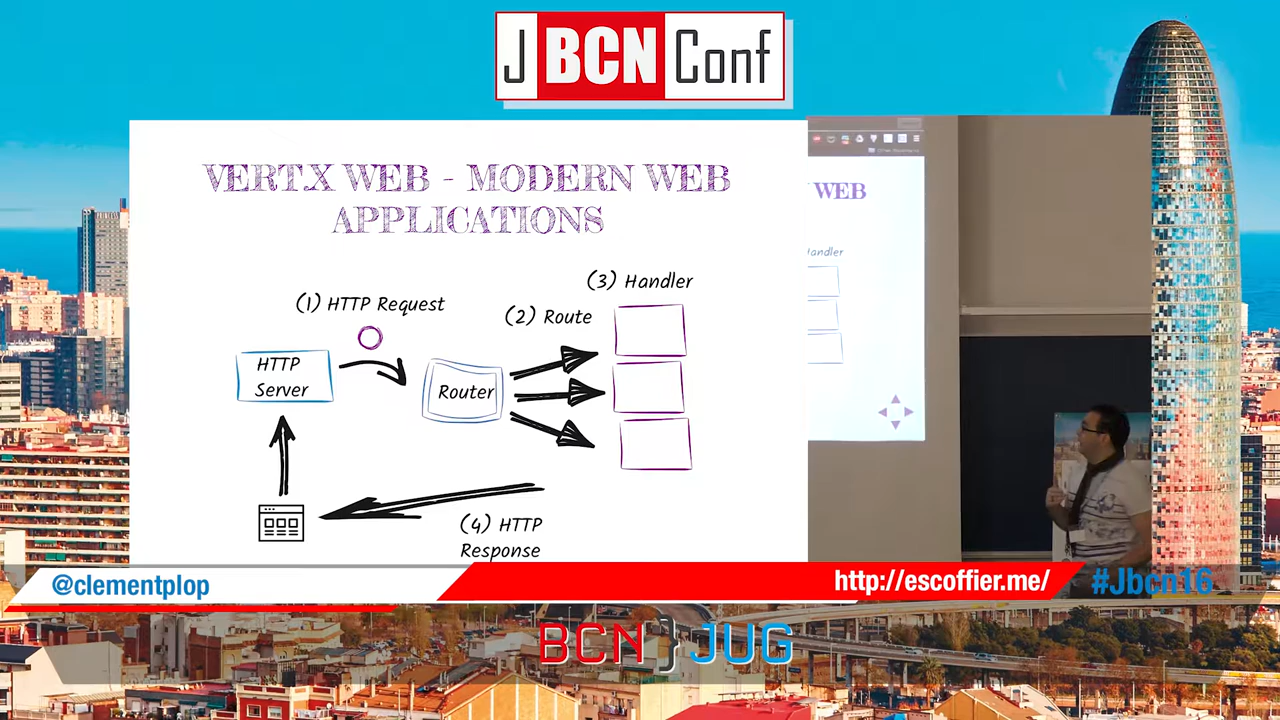 J BCN Conf
VERT.X WEB - MODERN WEB
APPLICATIONS
(3) Handler
(1) HTTP Request
(2) Route
HTTP
Server
Router
(4) HTTP
Response
WEB
Handler
@clementplop
http://escoffier.me/
#Jbcn16
BCN}JUG